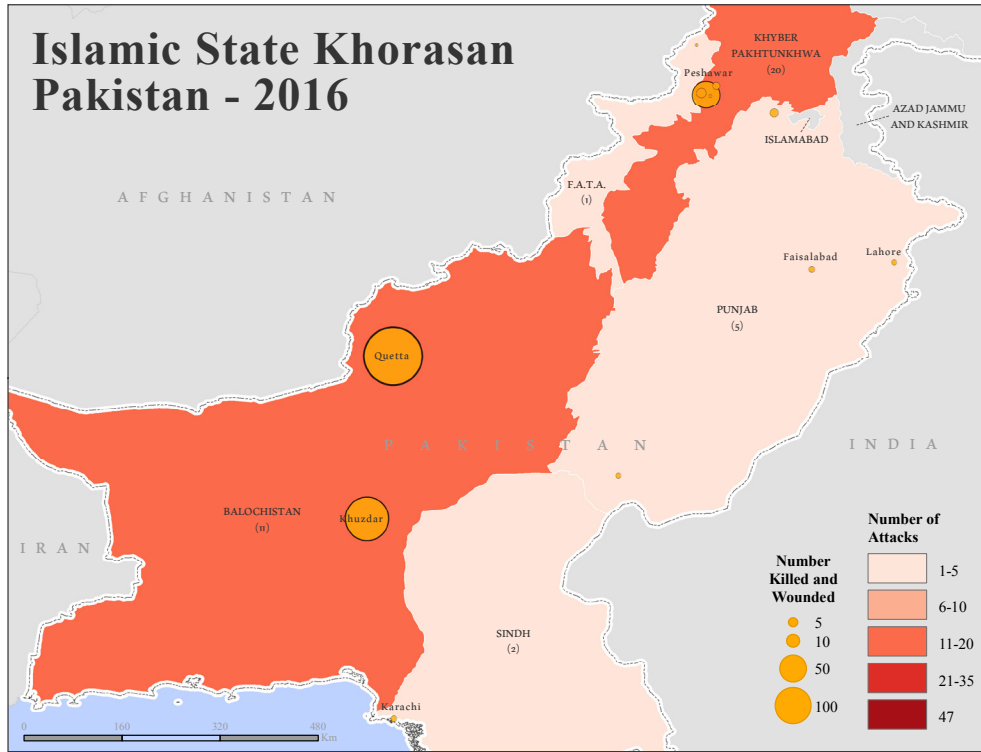 Islamic State Khorasan
Pakistan - 2016
KHYBER
PAKHTUNKHWA
(20)
Peshawar
AZAD JAMMU
AND KASHMIR
ISLAMABAD
AFGHANISTAN
F.A.T.A.
(1)
Faisalabad
Lahore
PUNJAB
(5)
Quetta
PAKISTAN
INDIA
BALOCHISTAN
(11)
Khuzdar
IRAN
SINDH
(2)
Karachi
0 160 320 480
Km
Number
Killed and
Wounded
5
10
50
100
Number of
Attacks
1-5
6-10
11-20
21-35
47